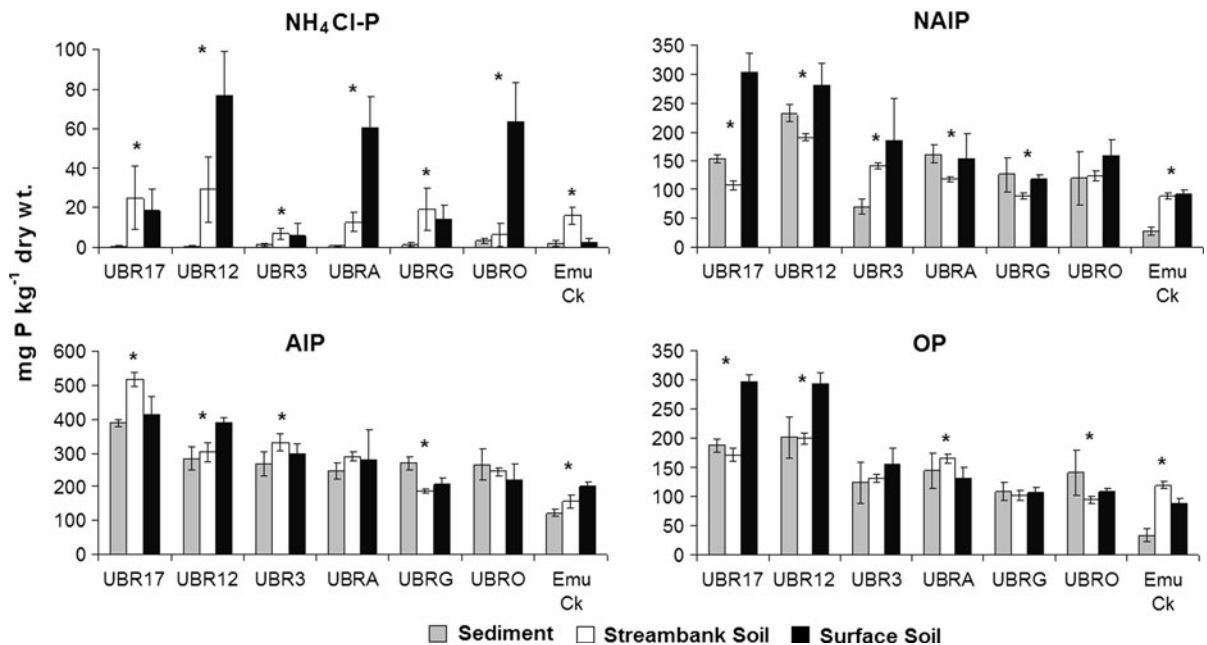 NH₄Cl-P
100
80
60
40
20
0
* * * * * * *
UBR17 UBR12 UBR3 UBRA UBRG UBRO Emu
Ck
NAIP
350
300
250
200
150
100
50
0
* * * * * *
UBR17 UBR12 UBR3 UBRA UBRG UBRO Emu
Ck
mg P kg⁻¹ dry wt.
AIP
600
500
400
300
200
100
0
* * * * *
UBR17 UBR12 UBR3 UBRA UBRG UBRO Emu
Ck
OP
350
300
250
200
150
100
50
0
* * * * *
UBR17 UBR12 UBR3 UBRA UBRG UBRO Emu
Ck
Sediment Streambank Soil Surface Soil